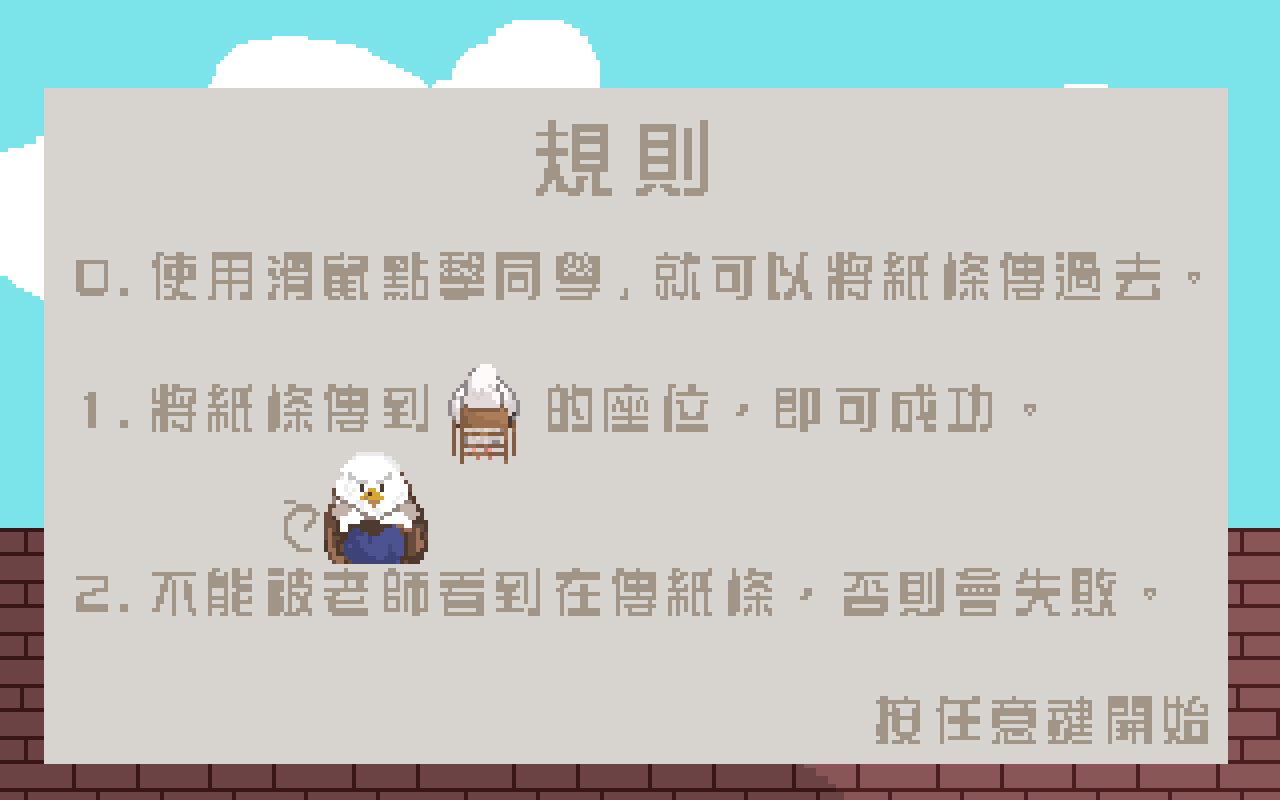 規則
0.使用滑鼠點擊同學,就可以將紙條傳過去。
1.將紙條傳到 的座位，即可成功。
2.不能被老師看到在傳紙條，否則會失敗。
按任意鍵開始